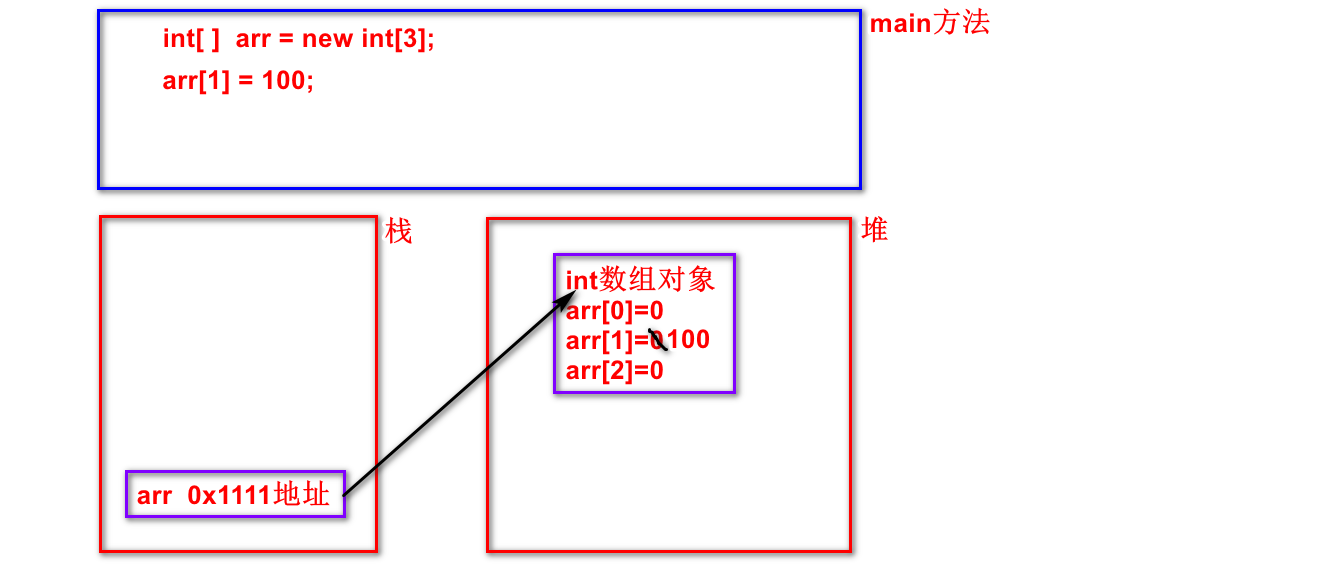 int[ ]  arr = new int[3];
main方法
arr[1] = 100;
栈
堆
int数组对象
arr[0]=0
arr[1]=0 100
arr[2]=0
arr  0x1111地址